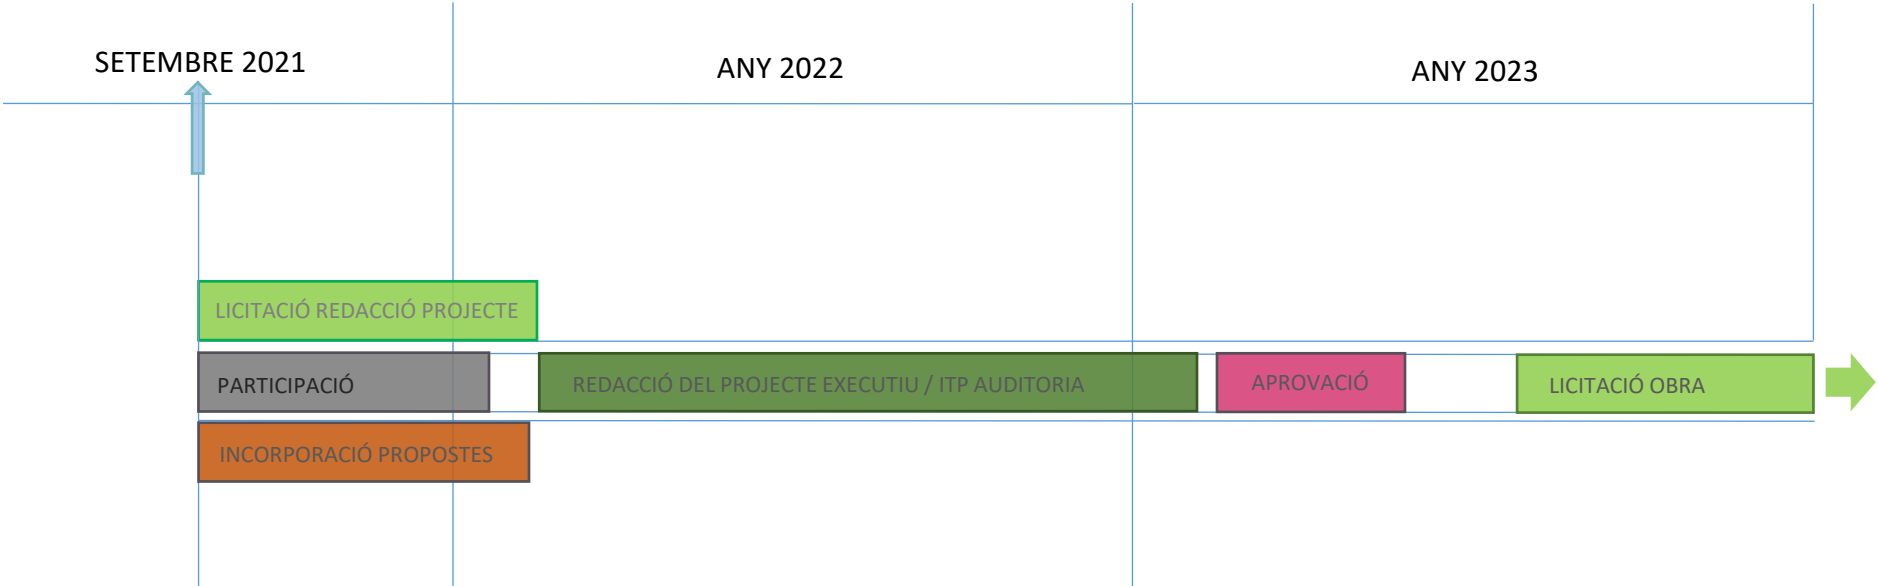 SETEMBRE 2021
ANY 2022
ANY 2023
LICITACIÓ REDACCIÓ PROJECTE
PARTICIPACIÓ
REDACCIÓ DEL PROJECTE EXECUTIU / ITP AUDITORIA
APROVACIÓ
LICITACIÓ OBRA
INCORPORACIÓ PROPOSTES